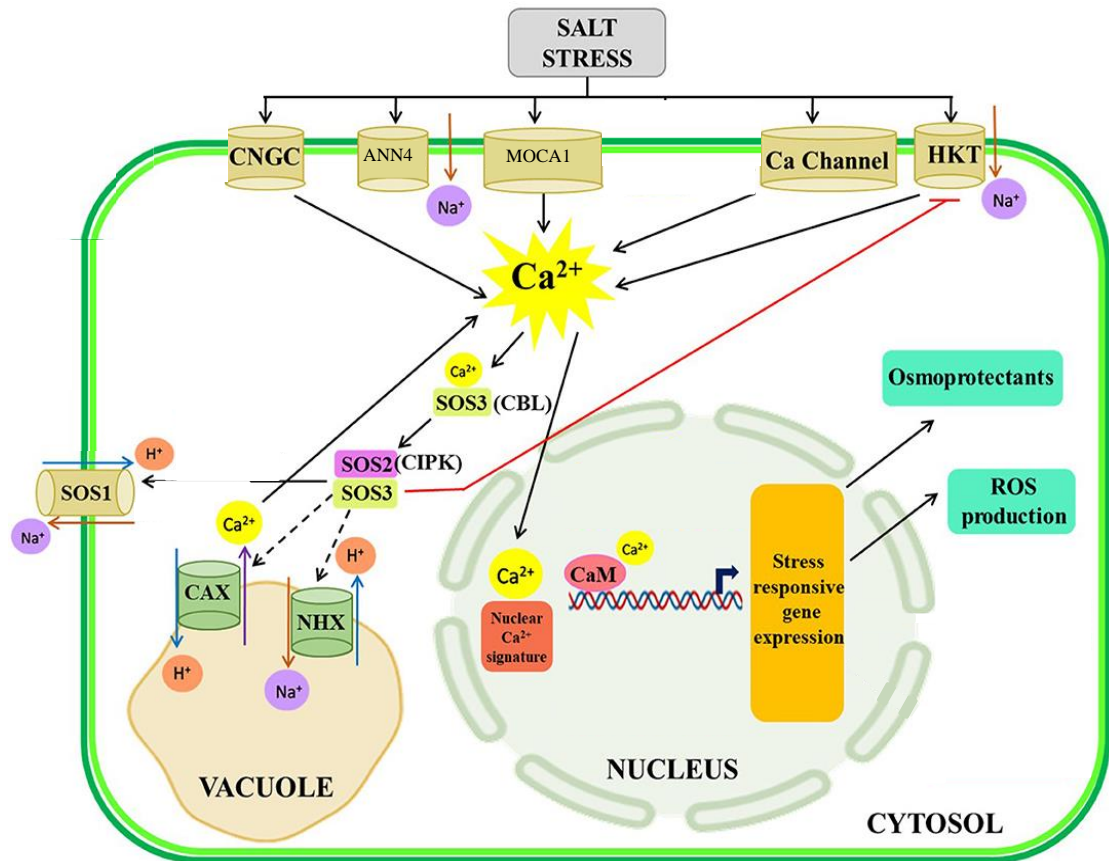 SALT
STRESS
CNGC
ANN4
MOCA1
Ca Channel
HKT
Na⁺
Na⁺
Ca²⁺
Ca²⁺
SOS3 (CBL)
SOS2 (CIPK)
SOS3
H⁺
SOS1
Na⁺
Ca²⁺
H⁺
CAX
NHX
H⁺
Na⁺
VACUOLE
Ca²⁺
Nuclear
Ca²⁺
signature
CaM
Ca²⁺
Stress
responsive
gene
expression
Osmoprotectants
ROS
production
NUCLEUS
CYTOSOL